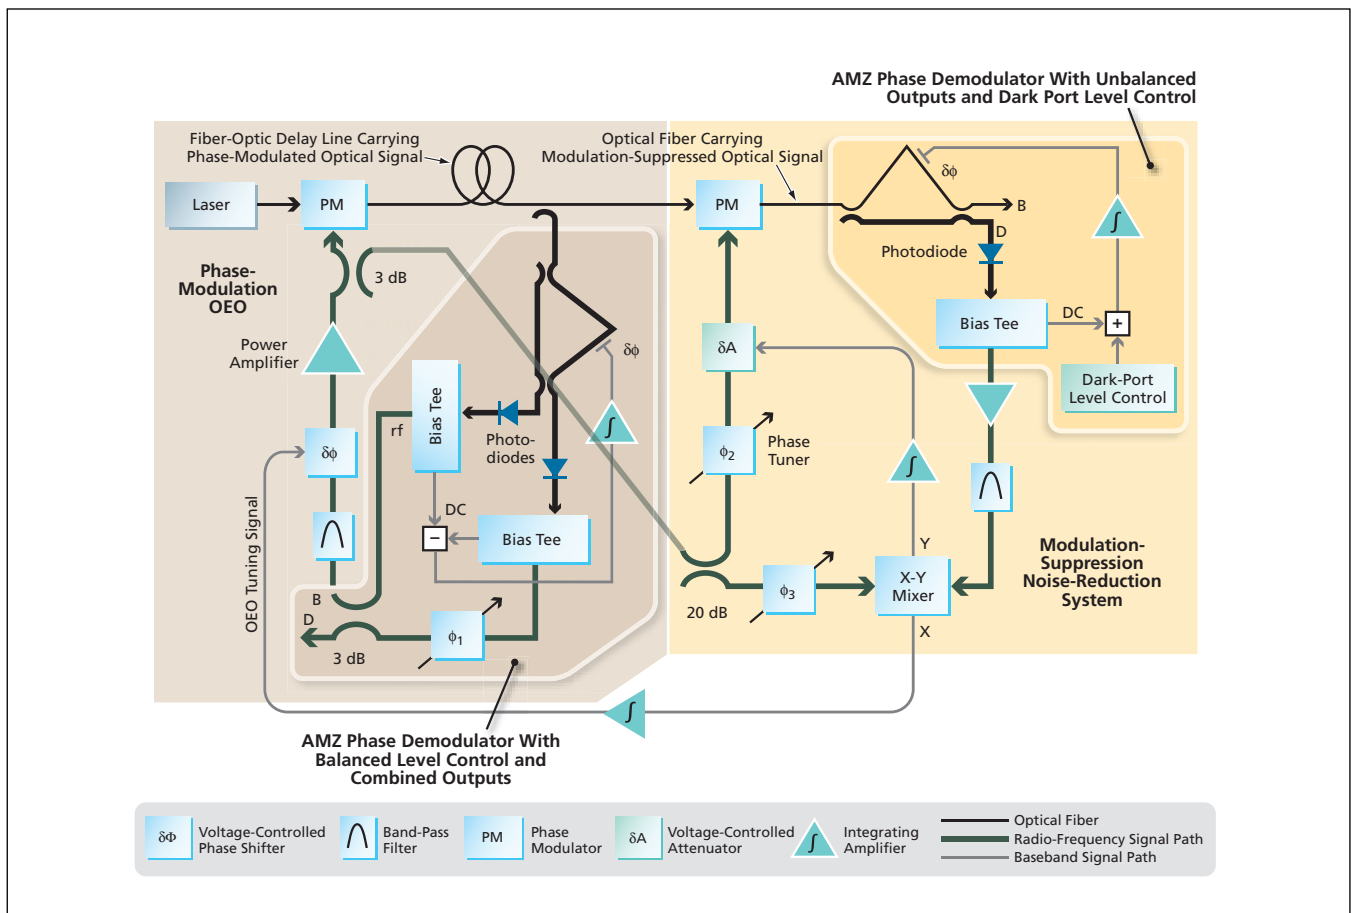 AMZ Phase Demodulator With Unbalanced
Outputs and Dark Port Level Control
Fiber-Optic Delay Line Carrying
Phase-Modulated Optical Signal
Optical Fiber Carrying
Modulation-Suppressed Optical Signal
Laser
PM
PM
δϕ
B
D
∫
Photodiode
Phase-
Modulation
OEO
3 dB
Bias Tee
DC
+
Power
Amplifier
δA
δϕ
Dark-Port
Level Control
Bias Tee
rf
Photo-
diodes
∫
δϕ
ϕ2
Phase
Tuner
∫
OEO Tuning Signal
DC
−
Bias Tee
Y
Modulation-
Suppression
Noise-Reduction
System
X-Y
Mixer
ϕ3
20 dB
X
B
D
3 dB
ϕ1
∫
AMZ Phase Demodulator With
Balanced Level Control and
Combined Outputs
δΦ
Voltage-Controlled
Phase Shifter
Band-Pass
Filter
PM
Phase
Modulator
δA
Voltage-Controlled
Attenuator
∫
Integrating
Amplifier
Optical Fiber
Radio-Frequency Signal Path
Baseband Signal Path